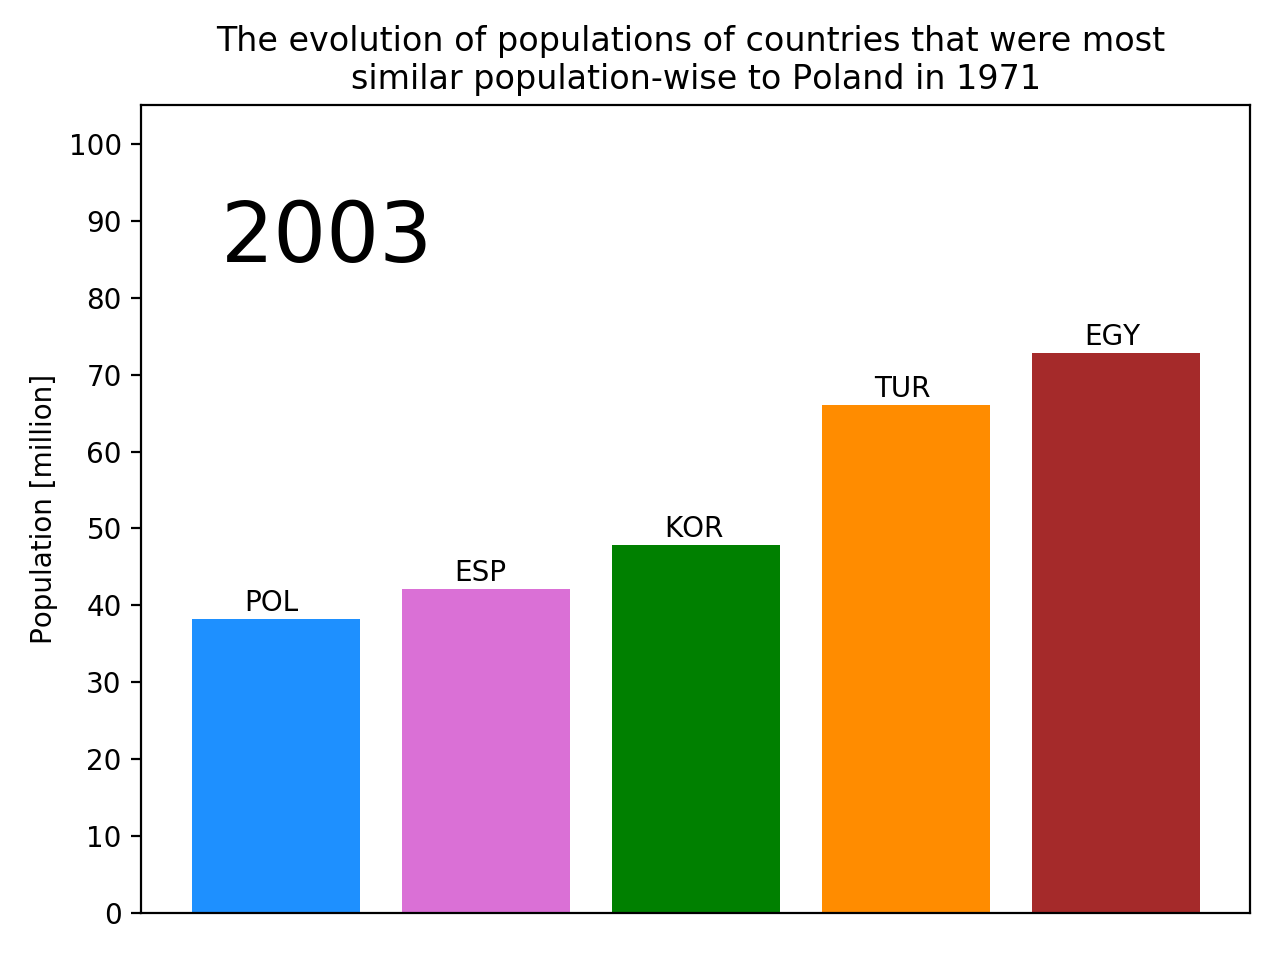 The evolution of populations of countries that were most
similar population-wise to Poland in 1971
100
90
80
70
60
50
40
30
20
10
0
Population [million]
2003
POL
ESP
KOR
TUR
EGY